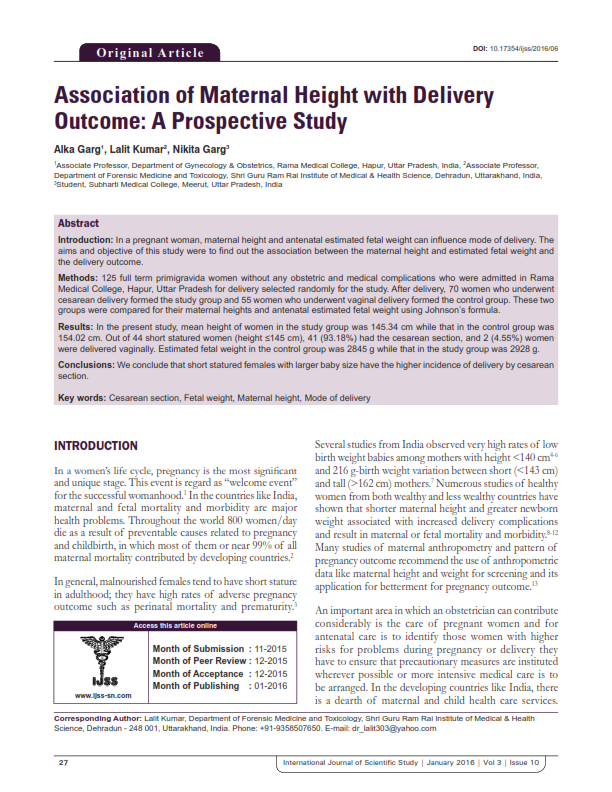 Original Article
DOI: 10.17354/ijss/2016/06
Association of Maternal Height with Delivery
Outcome: A Prospective Study
Alka Garg¹, Lalit Kumar², Nikita Garg³
¹Associate Professor, Department of Gynecology & Obstetrics, Rama Medical College, Hapur, Uttar Pradesh, India, ²Associate Professor,
Department of Forensic Medicine and Toxicology, Shri Guru Ram Rai Institute of Medical & Health Science, Dehradun, Uttarakhand, India,
³Student, Subharti Medical College, Meerut, Uttar Pradesh, India
Abstract
Introduction: In a pregnant woman, maternal height and antenatal estimated fetal weight can influence mode of delivery. The
aims and objective of this study were to find out the association between the maternal height and estimated fetal weight and
the delivery outcome.
Methods: 125 full term primigravida women without any obstetric and medical complications who were admitted in Rama
Medical College, Hapur, Uttar Pradesh for delivery selected randomly for the study. After delivery, 70 women who underwent
cesarean delivery formed the study group and 55 women who underwent vaginal delivery formed the control group. These two
groups were compared for their maternal heights and antenatal estimated fetal weight using Johnson's formula.
Results: In the present study, mean height of women in the study group was 145.34 cm while that in the control group was
154.02 cm. Out of 44 short statured women (height ≤145 cm), 41 (93.18%) had the cesarean section, and 2 (4.55%) women
were delivered vaginally. Estimated fetal weight in the control group was 2845 g while that in the study group was 2928 g.
Conclusions: We conclude that short statured females with larger baby size have the higher incidence of delivery by cesarean
section.
Key words: Cesarean section, Fetal weight, Maternal height, Mode of delivery
INTRODUCTION
In a women's life cycle, pregnancy is the most significant
and unique stage. This event is regard as “welcome event”
for the successful womanhood.¹ In the countries like India,
maternal and fetal mortality and morbidity are major
health problems. Throughout the world 800 women/day
die as a result of preventable causes related to pregnancy
and childbirth, in which most of them or near 99% of all
maternal mortality contributed by developing countries.²
In general, malnourished females tend to have short stature
in adulthood; they have high rates of adverse pregnancy
outcome such as perinatal mortality and prematurity.³
Access this article online
IJSS
www.ijss-sn.com
Month of Submission : 11-2015
Month of Peer Review : 12-2015
Month of Acceptance : 12-2015
Month of Publishing : 01-2016
Several studies from India observed very high rates of low
birth weight babies among mothers with height <140 cm⁴⁻⁶
and 216 g-birth weight variation between short (<143 cm)
and tall (>162 cm) mothers.⁷ Numerous studies of healthy
women from both wealthy and less wealthy countries have
shown that shorter maternal height and greater newborn
weight associated with increased delivery complications
and result in maternal or fetal mortality and morbidity.⁸⁻¹²
Many studies of maternal anthropometry and pattern of
pregnancy outcome recommend the use of anthropometric
data like maternal height and weight for screening and its
application for betterment for pregnancy outcome.¹³
An important area in which an obstetrician can contribute
considerably is the care of pregnant women and for
antenatal care is to identify those women with higher
risks for problems during pregnancy or delivery they
have to ensure that precautionary measures are instituted
wherever possible or more intensive medical care is to
be arranged. In the developing countries like India, there
is a dearth of maternal and child health care services.
Corresponding Author: Lalit Kumar, Department of Forensic Medicine and Toxicology, Shri Guru Ram Rai Institute of Medical & Health
Science, Dehradun - 248 001, Uttarakhand, India. Phone: +91-9358507650. E-mail: dr_lalit303@yahoo.com
27
International Journal of Scientific Study | January 2016 | Vol 3 | Issue 10